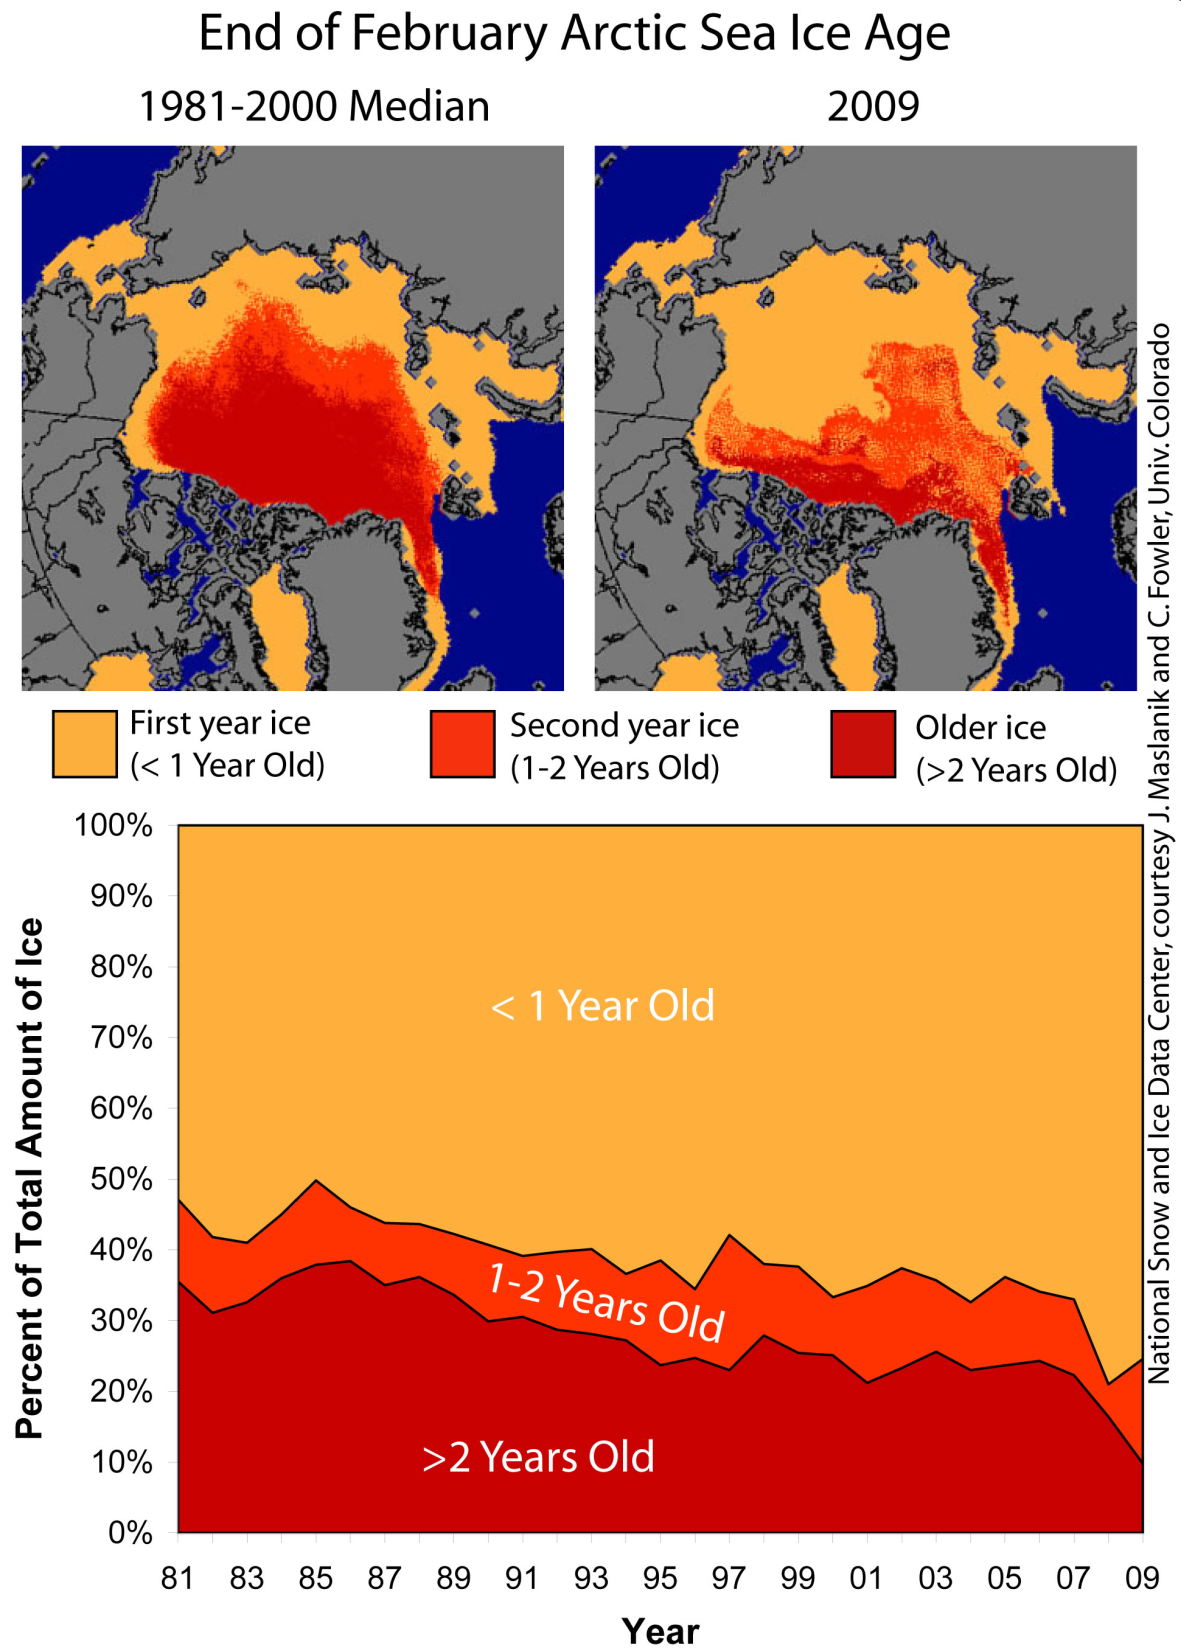 End of February Arctic Sea Ice Age
1981-2000 Median
2009
First year ice
(< 1 Year Old)
Second year ice
(1-2 Years Old)
Older ice
(>2 Years Old)
National Snow and Ice Data Center, courtesy J. Maslanik and C. Fowler, Univ. Colorado
Percent of Total Amount of Ice
100%
90%
80%
70%
60%
50%
40%
30%
20%
10%
0%
< 1 Year Old
1-2 Years Old
>2 Years Old
81 83 85 87 89 91 93 95 97 99 01 03 05 07 09
Year